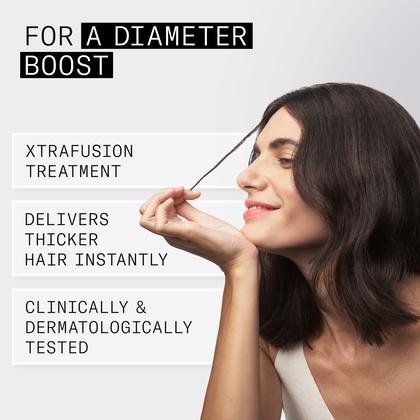 FOR A DIAMETER
BOOST
XTRAFUSION
TREATMENT
DELIVERS
THICKER
HAIR INSTANTLY
CLINICALLY &
DERMATOLOGICALLY
TESTED